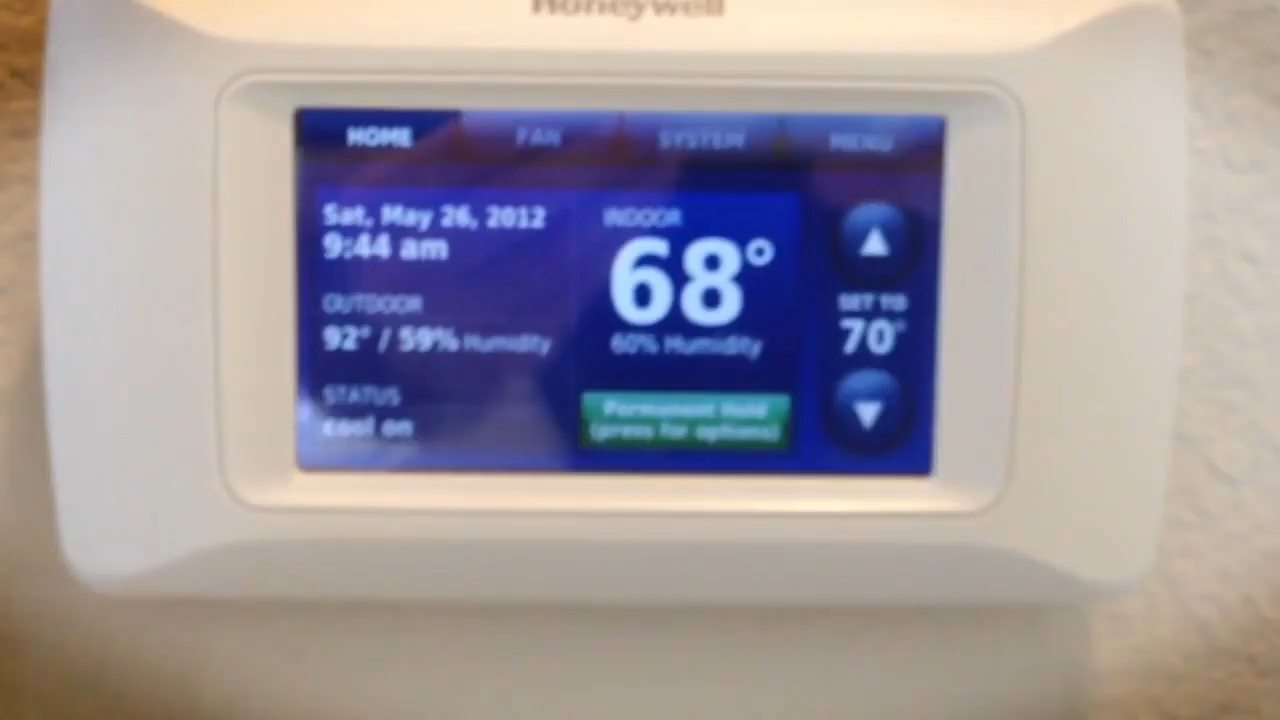 Honeywell
HOME FAN SYSTEM MENU
Sat, May 26, 2012
9:44 am
OUTDOOR
92° / 59% Humidity
STATUS
cool on
INDOOR
68°
60% Humidity
Permanent Hold
(press for options)
SET TO
70°